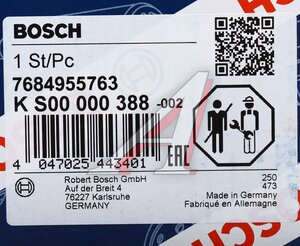 BOSCH
1 St/Pc
7684955763
K S00 000 388 -002
4 047025 443401
EAC
Robert Bosch GmbH
Auf der Breit 4
76227 Karlsruhe
GERMANY
250
473
Made in Germany
Fabriqué en Allemagne
BOSCH